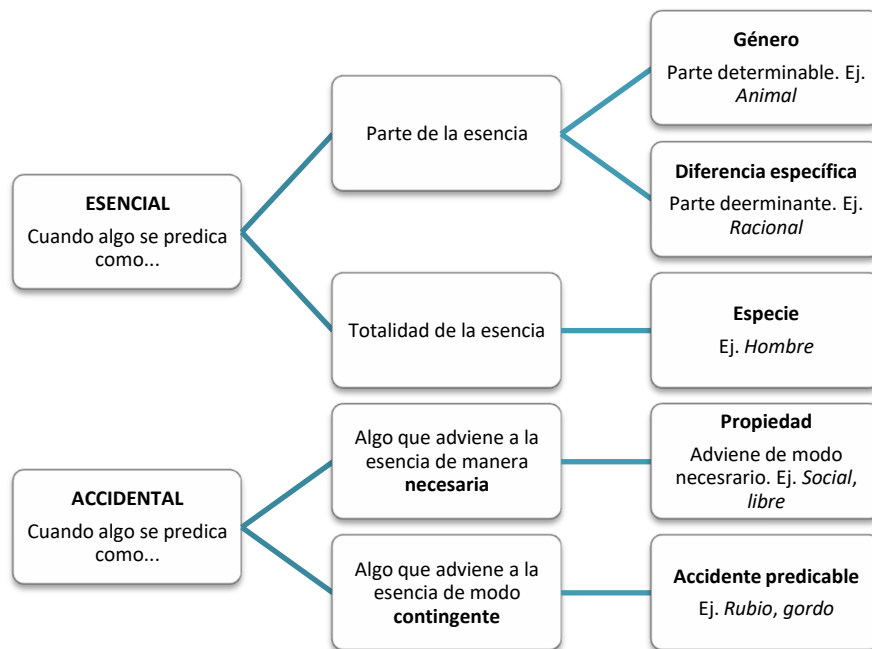 Género
Parte determinable. Ej.
Animal
Parte de la esencia
Diferencia específica
Parte deerminante. Ej.
Racional
ESENCIAL
Cuando algo se predica
como...
Totalidad de la esencia
Especie
Ej. Hombre
Algo que adviene a la
esencia de manera
necesaria
Propiedad
Adviene de modo
necesrario. Ej. Social,
libre
ACCIDENTAL
Cuando algo se predica
como...
Algo que adviene a la
esencia de modo
contingente
Accidente predicable
Ej. Rubio, gordo